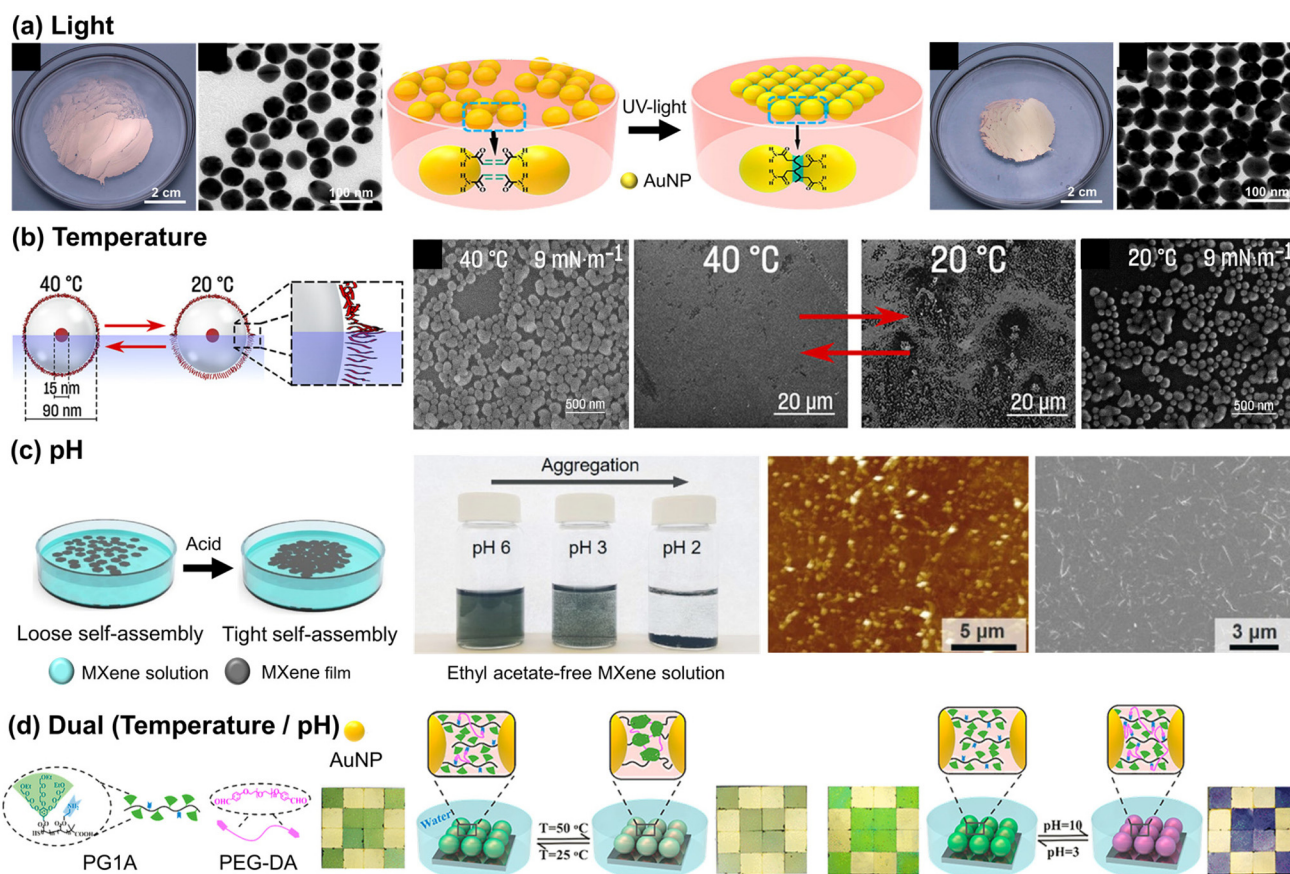 (a) Light
2 cm
100 nm
UV-light
AuNP
2 cm
100 nm
(b) Temperature
40 °C
20 °C
15 nm
90 nm
40 °C 9 mN·m⁻¹
500 nm
40 °C
20 µm
20 °C
20 µm
20 °C 9 mN·m⁻¹
500 nm
(c) pH
Acid
Loose self-assembly
Tight self-assembly
MXene solution
MXene film
Aggregation
pH 6
pH 3
pH 2
Ethyl acetate-free MXene solution
5 µm
3 µm
(d) Dual (Temperature / pH)
AuNP
PG1A
OHC
CHO
PEG-DA
Water
T=50 °C
T=25 °C
pH=10
pH=3